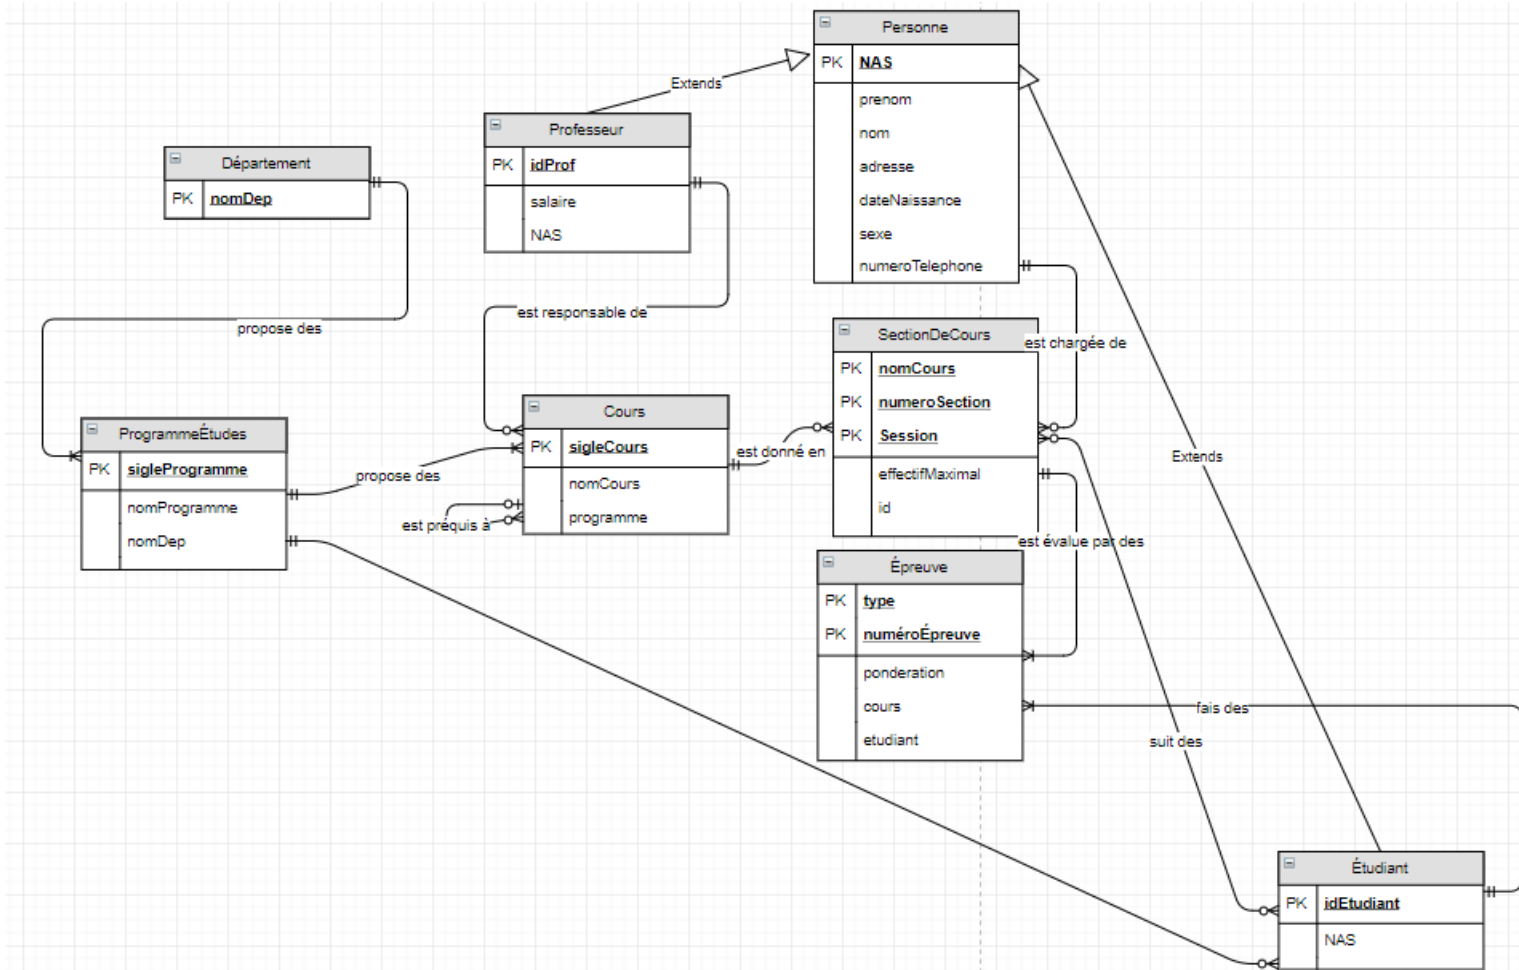 Personne
PK NAS
prenom
nom
adresse
dateNaissance
sexe
numeroTelephone
Extends
Professeur
PK idProf
salaire
NAS
Département
PK nomDep
propose des
est responsable de
est chargée de
SectionDeCours
PK nomCours
PK numeroSection
PK Session
effectifMaximal
id
Cours
PK sigleCours
nomCours
programme
est donné en
ProgrammeÉtudes
PK sigleProgramme
nomProgramme
nomDep
propose des
est préquis à
Extends
est évalue par des
Épreuve
PK type
PK numéroÉpreuve
ponderation
cours
etudiant
fais des
suit des
Étudiant
PK idEtudiant
NAS